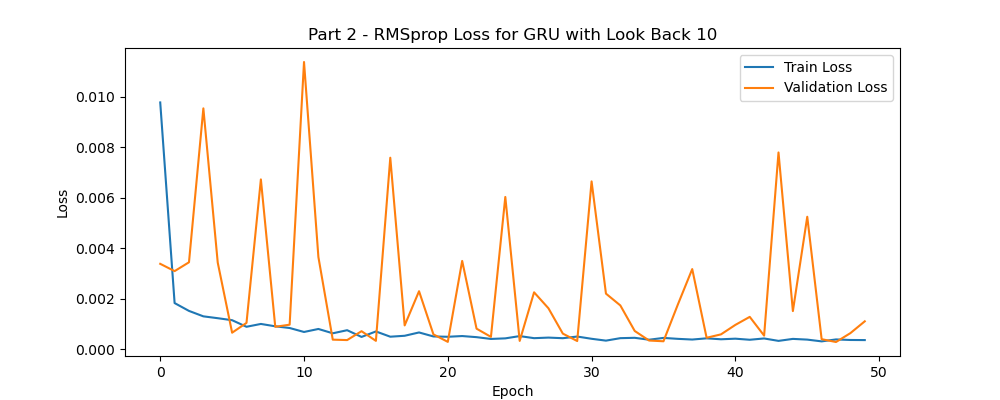 Part 2 - RMSprop Loss for GRU with Look Back 10
Train Loss
Validation Loss
0.010
0.008
0.006
0.004
0.002
0.000
Loss
0
10
20
30
40
50
Epoch